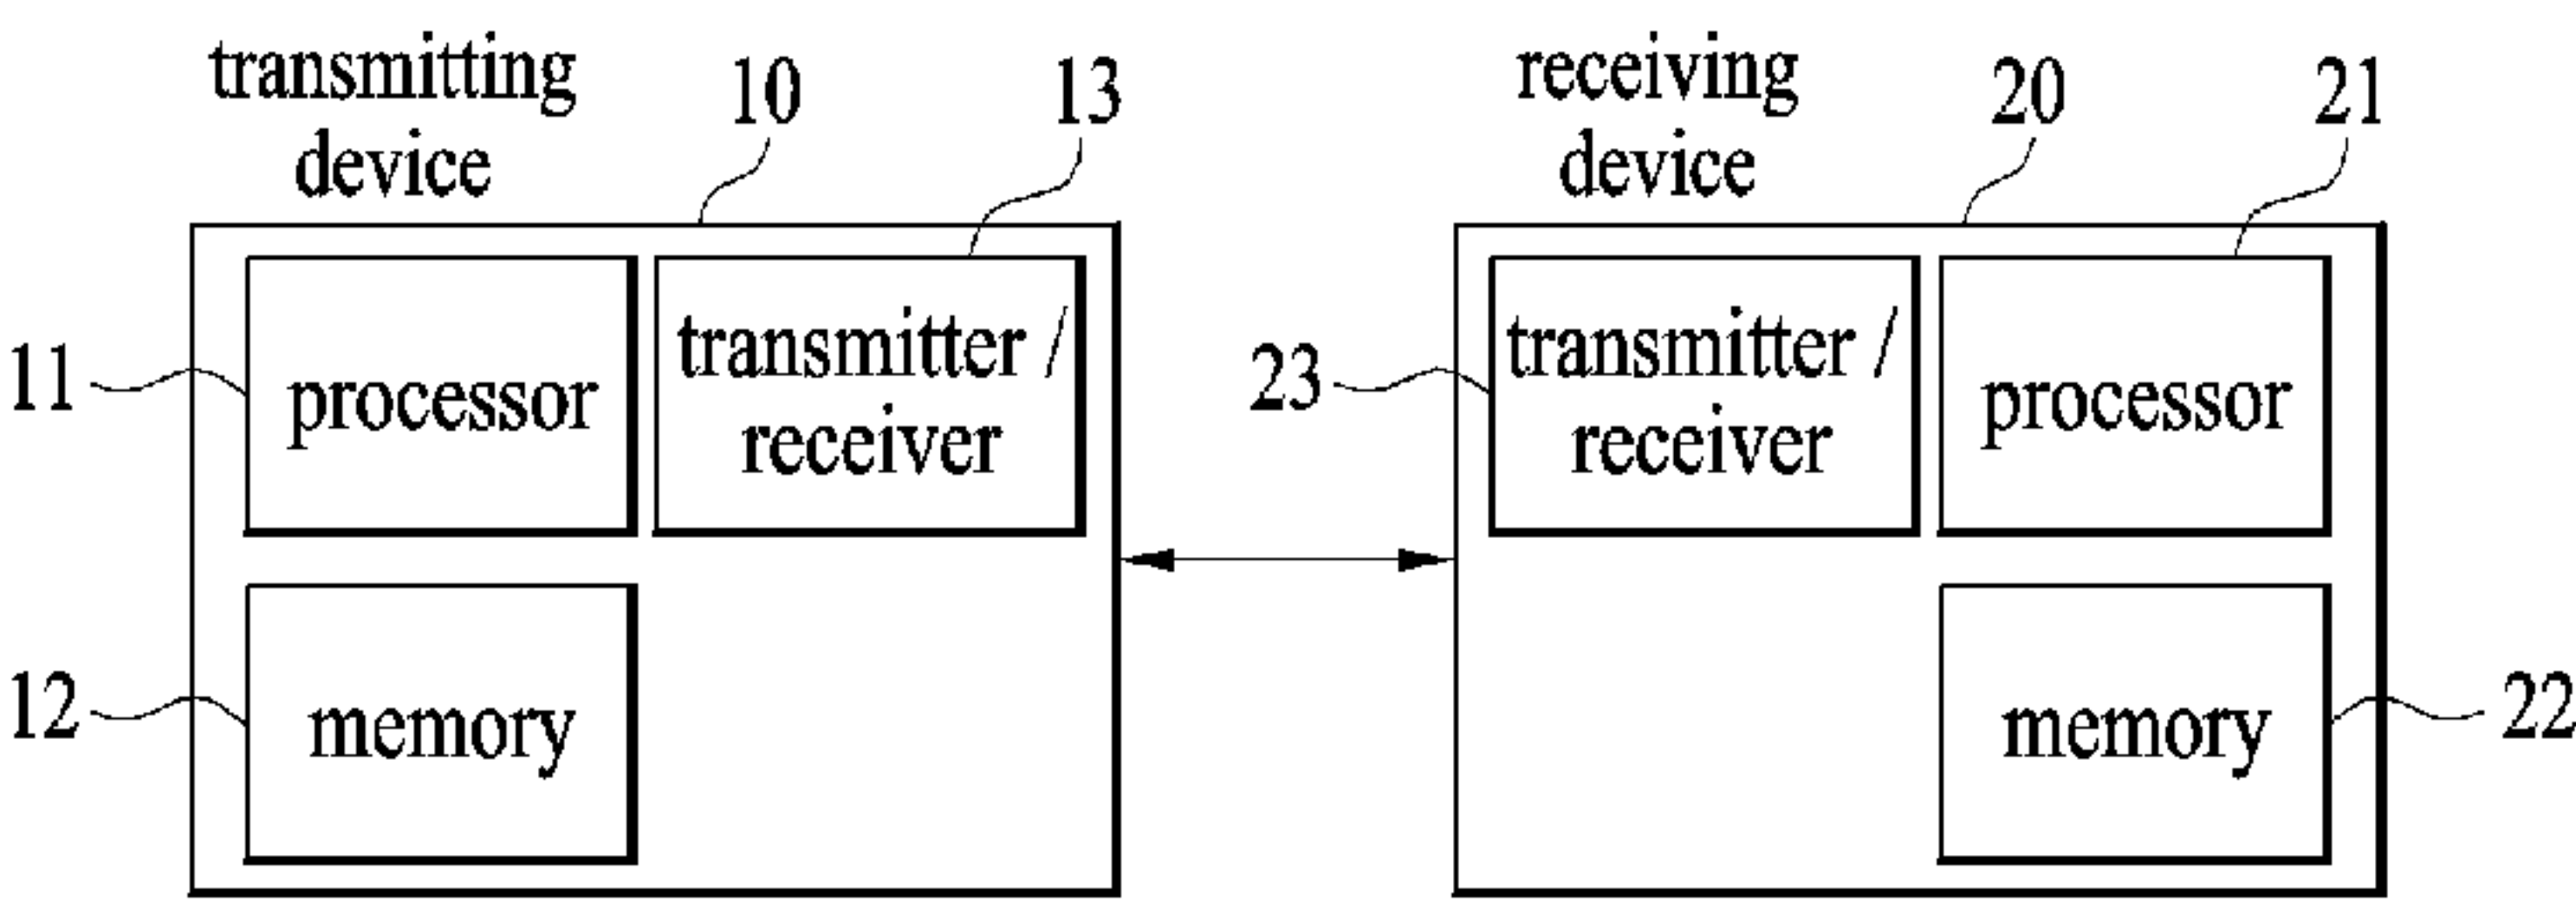 transmitting
device
10
13
receiving
device
20
21
11
processor
transmitter /
receiver
23
transmitter /
receiver
processor
12
memory
memory
22